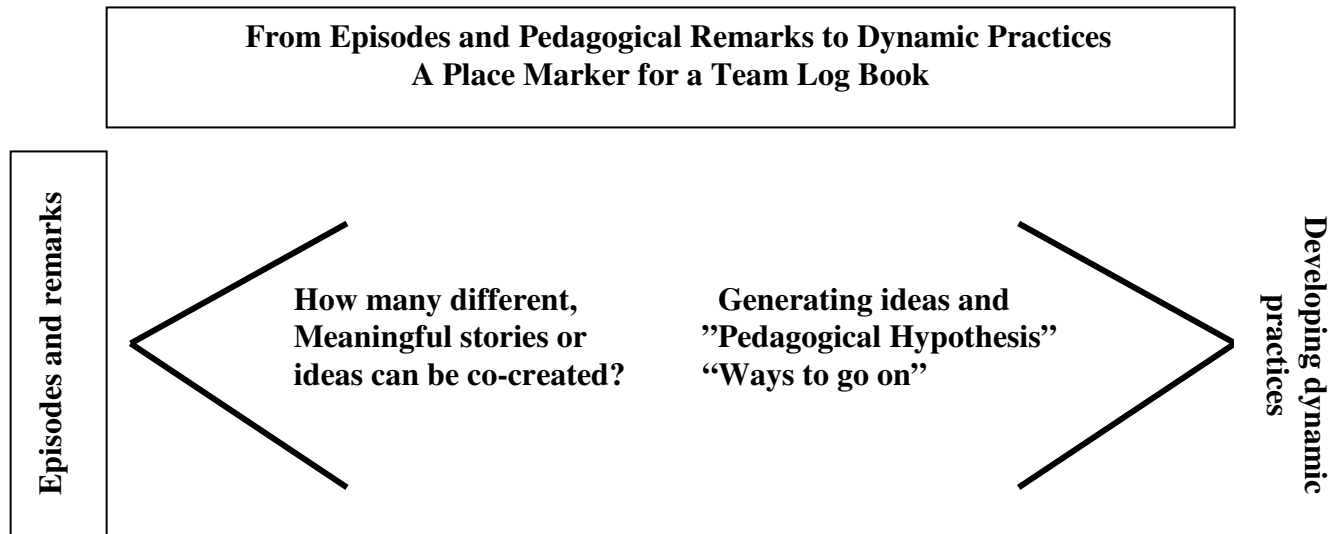 From Episodes and Pedagogical Remarks to Dynamic Practices
A Place Marker for a Team Log Book
Episodes and remarks
How many different,
Meaningful stories or
ideas can be co-created?
Generating ideas and
”Pedagogical Hypothesis”
“Ways to go on”
Developing dynamic
practices